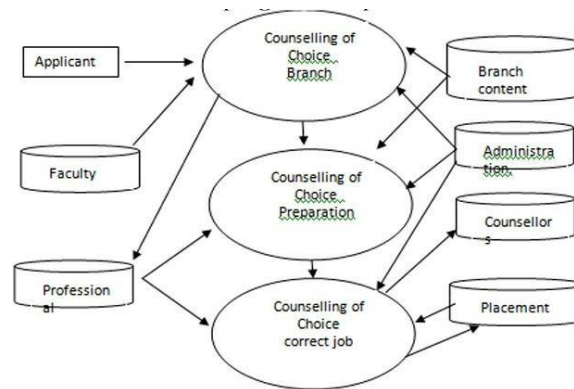 Counselling of
Choice
Branch
Applicant
Branch
content
Faculty
Administra
tion,
Counselling of
Choice
Preparation
Counsellor
s
Profession
al
Counselling of
Choice
correct job
Placement